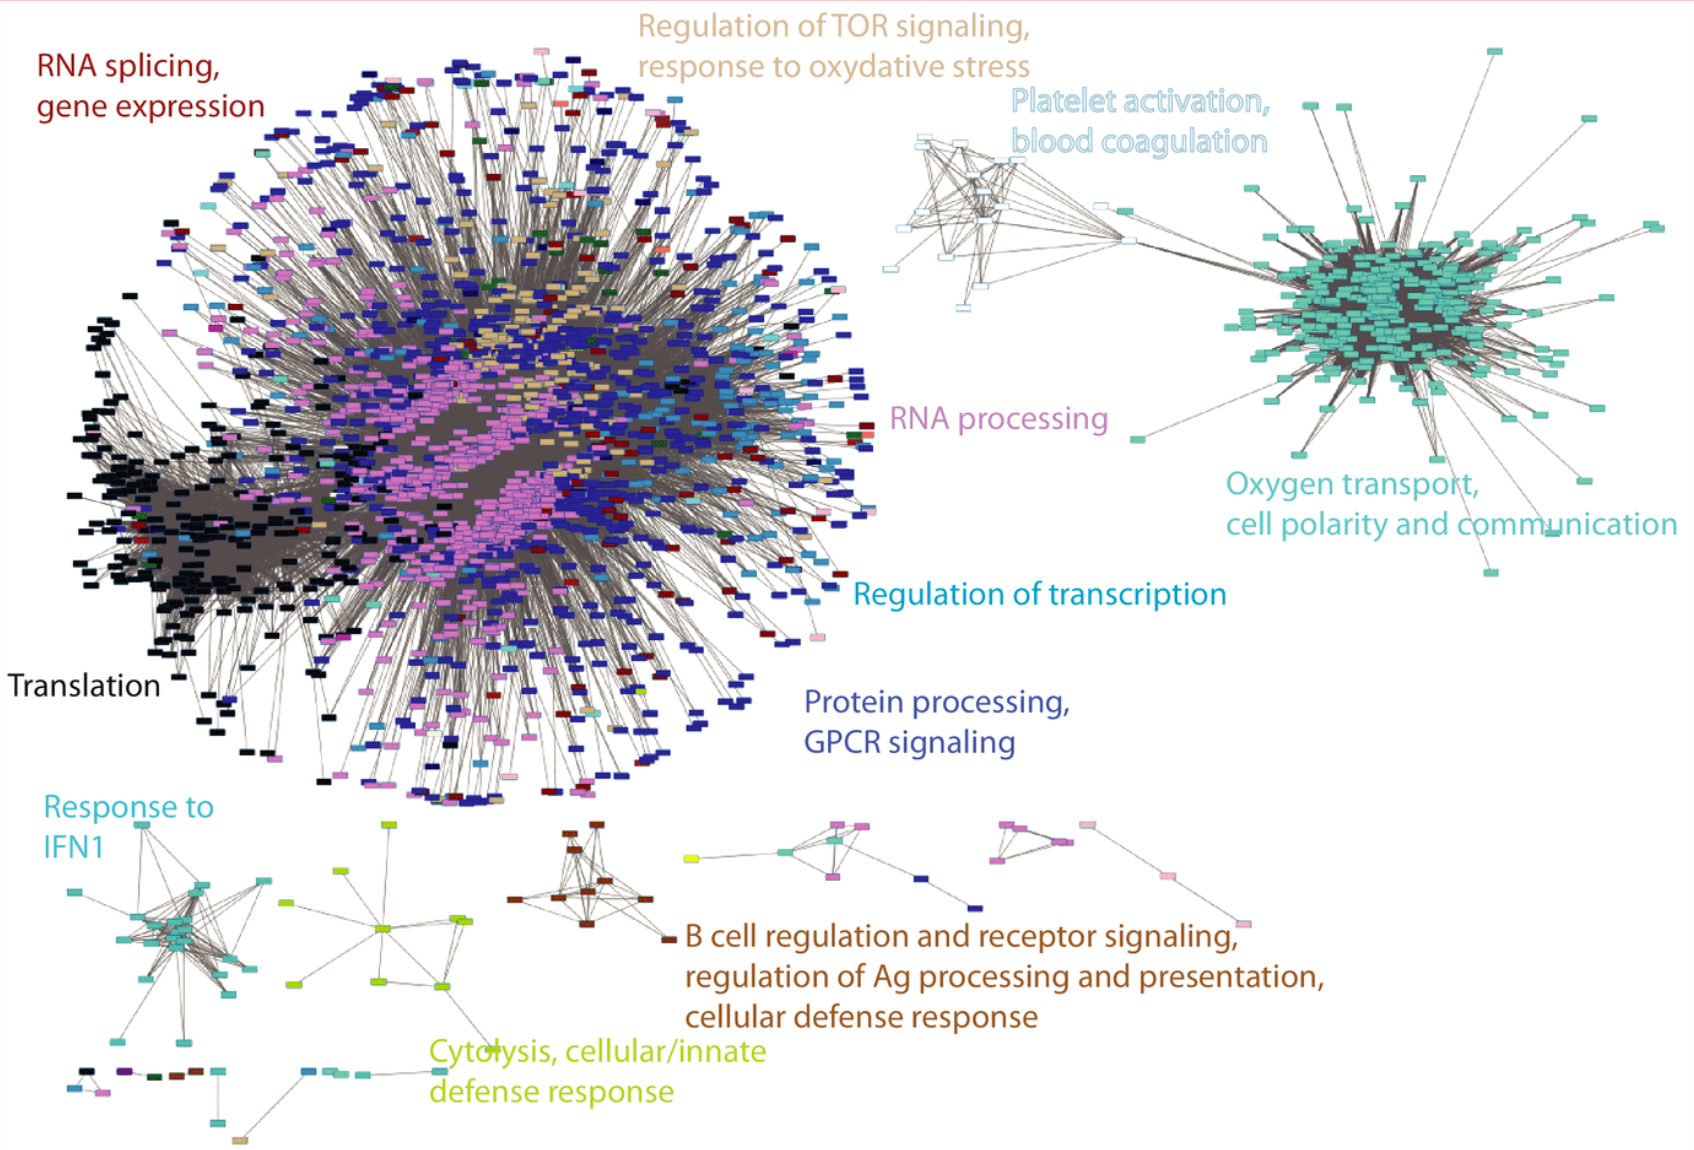 Regulation of TOR signaling,
response to oxydative stress
RNA splicing,
gene expression
Platelet activation,
blood coagulation
RNA processing
Oxygen transport,
cell polarity and communication
Regulation of transcription
Translation
Protein processing,
GPCR signaling
Response to
IFN1
B cell regulation and receptor signaling,
regulation of Ag processing and presentation,
cellular defense response
Cytolysis, cellular/innate
defense response